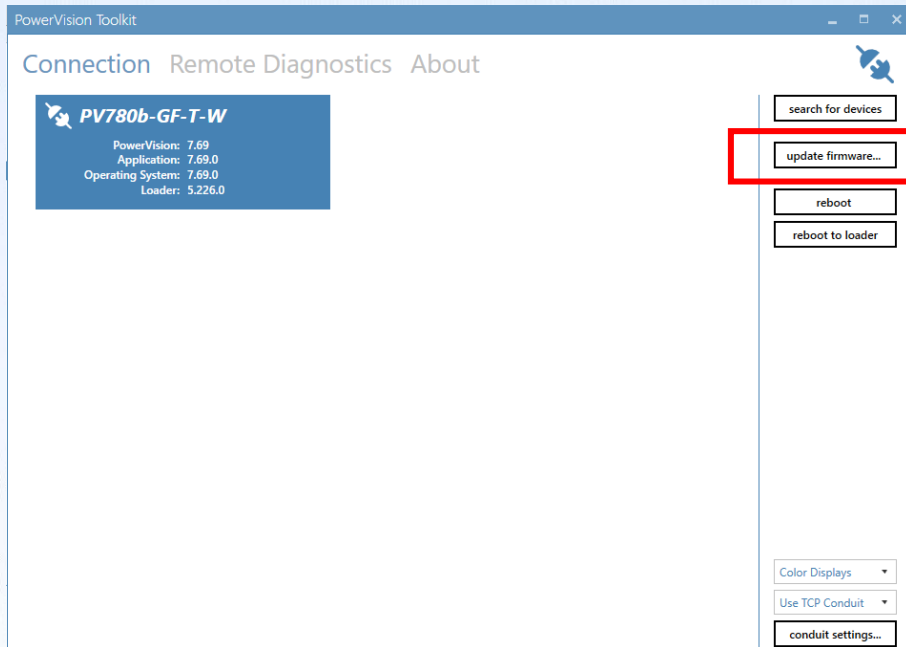 PowerVision Toolkit
Connection Remote Diagnostics About
PV780b-GF-T-W
PowerVision: 7.69
Application: 7.69.0
Operating System: 7.69.0
Loader: 5.226.0
search for devices
update firmware...
reboot
reboot to loader
Color Displays
Use TCP Conduit
conduit settings...